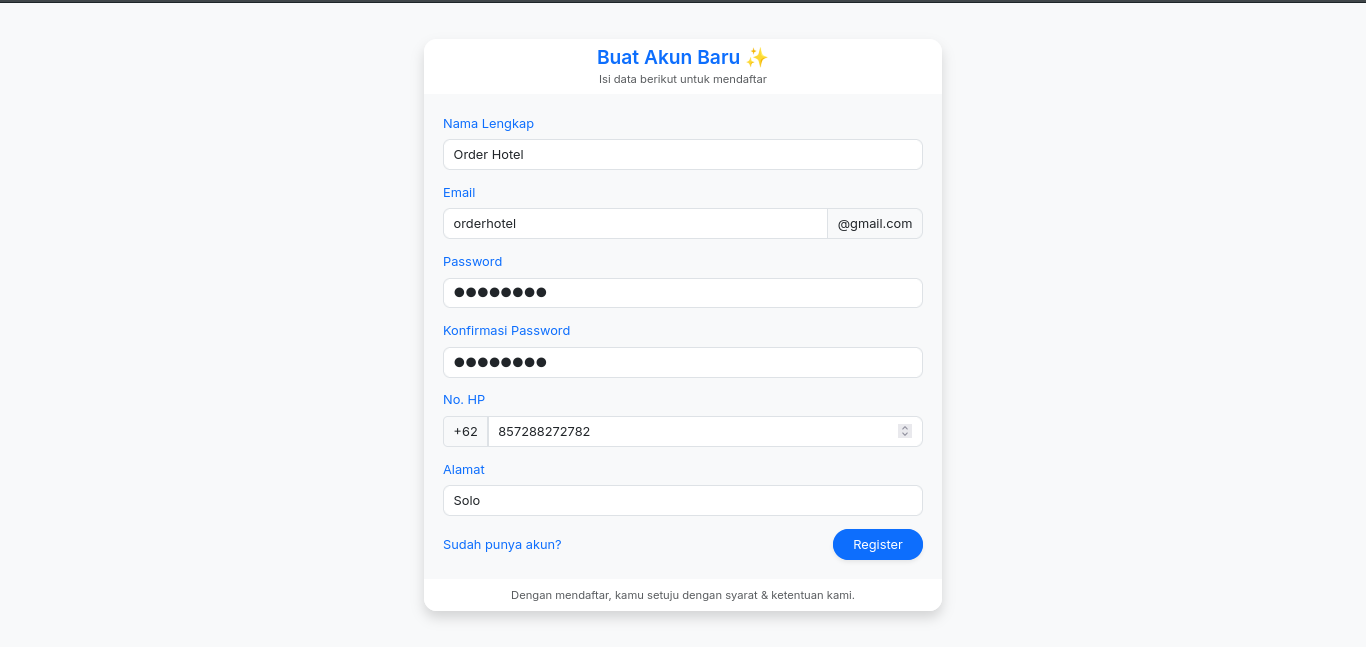 Buat Akun Baru ✨
Isi data berikut untuk mendaftar
Nama Lengkap
Order Hotel
Email
orderhotel @gmail.com
Password
●●●●●●●●
Konfirmasi Password
●●●●●●●●
No. HP
+62 857288272782
Alamat
Solo
Sudah punya akun? Register
Dengan mendaftar, kamu setuju dengan syarat & ketentuan kami.